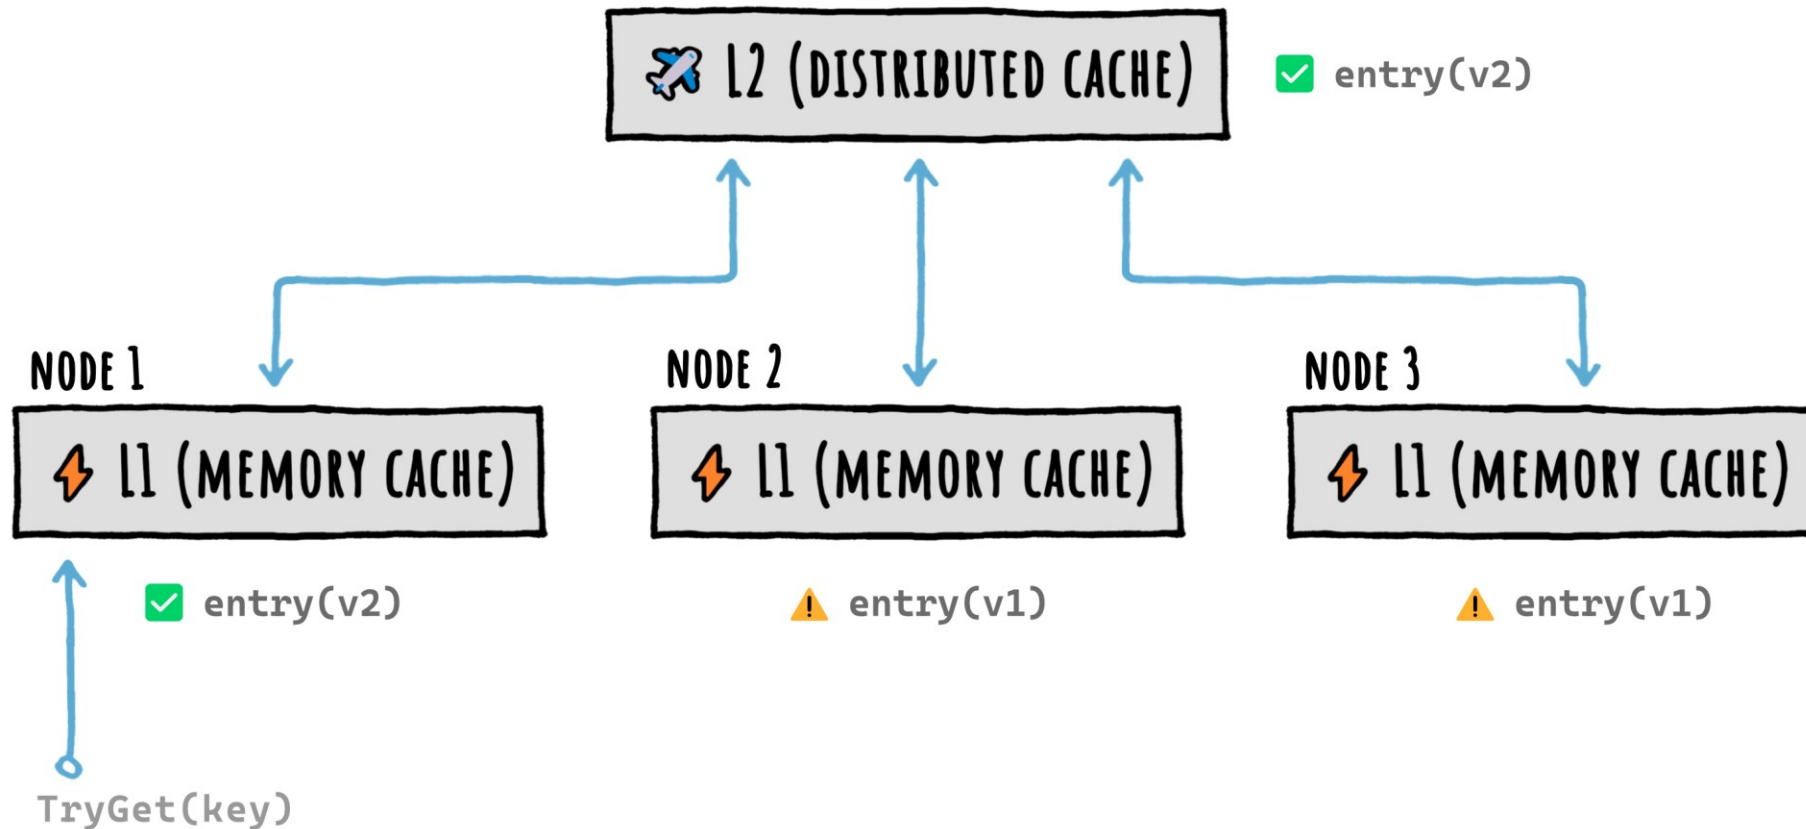 L2 (DISTRIBUTED CACHE)
entry(v2)
NODE 1
NODE 2
NODE 3
L1 (MEMORY CACHE)
L1 (MEMORY CACHE)
L1 (MEMORY CACHE)
entry(v2)
entry(v1)
entry(v1)
TryGet(key)